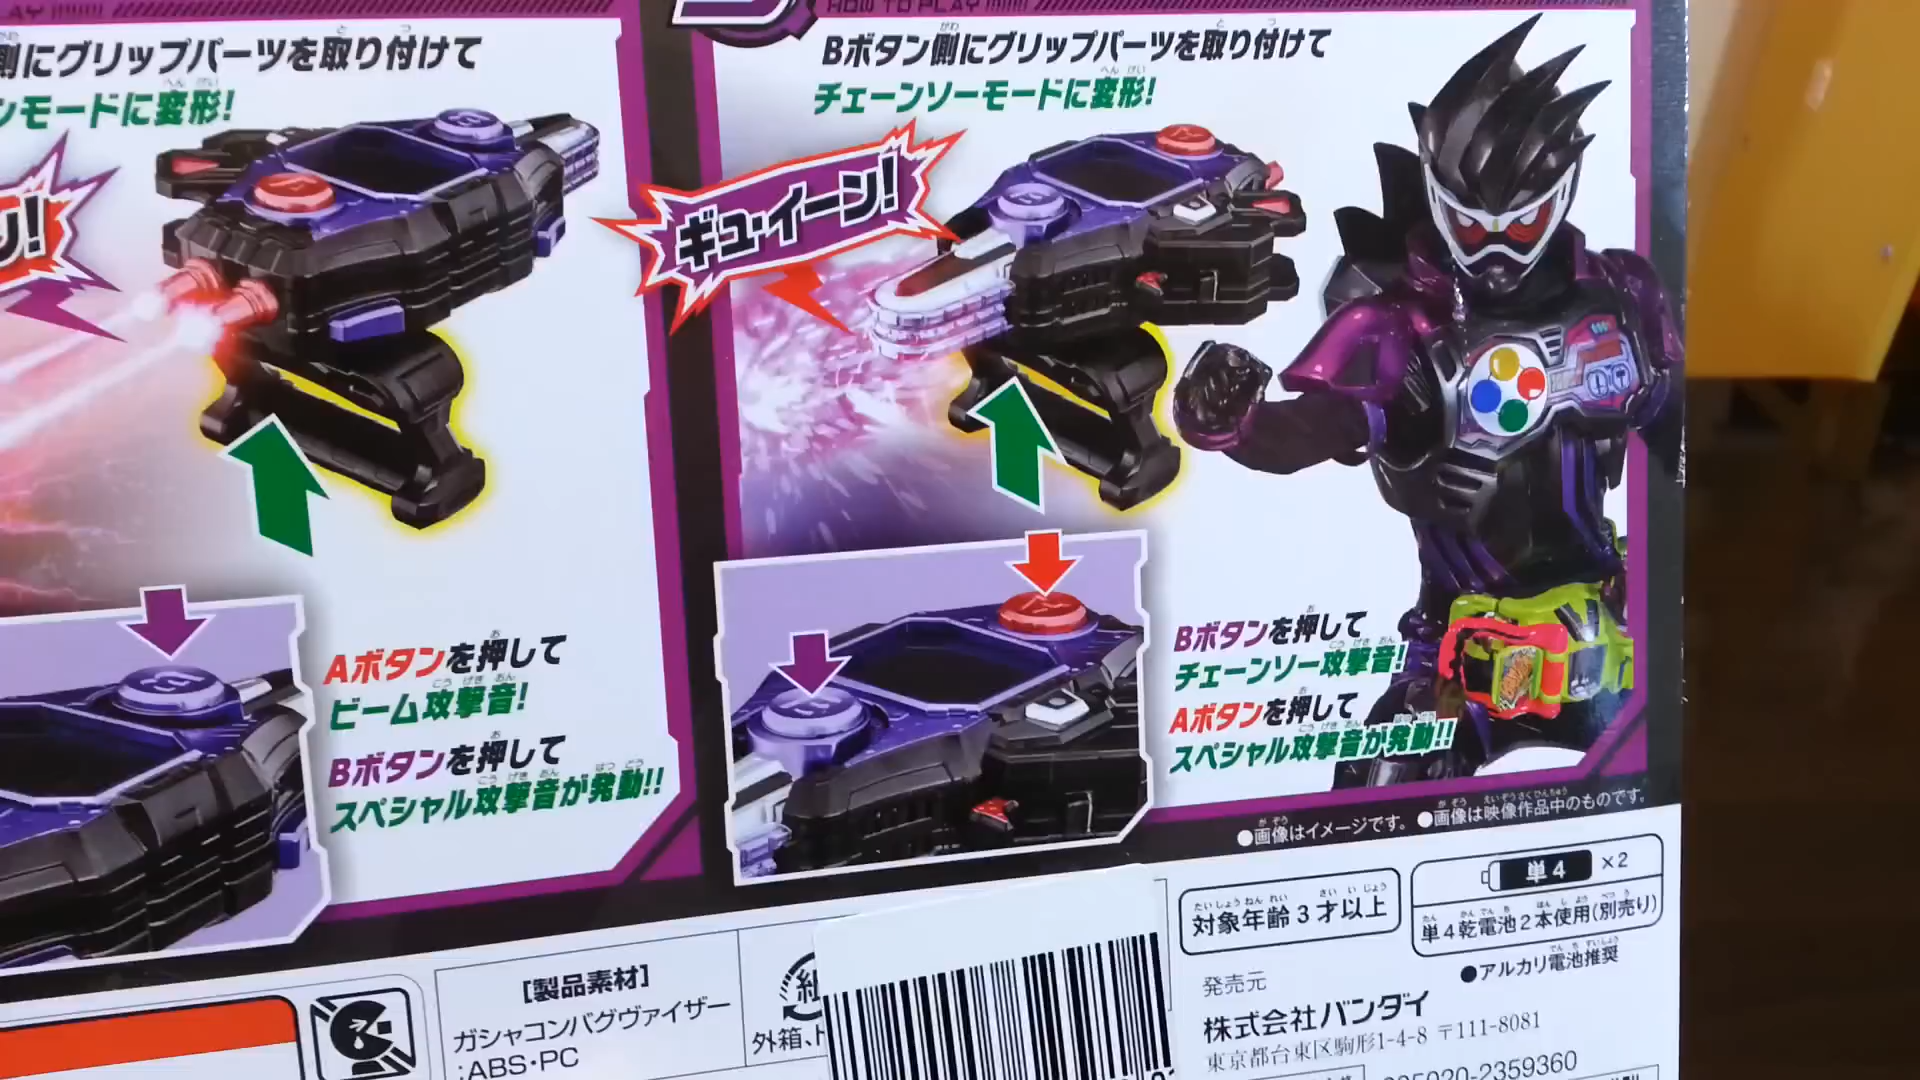 HOW TO PLAY
側にグリップパーツを取り付けて
ンモードに変形!
ン!
Aボタンを押して
ビーム攻撃音!
Bボタンを押して
スペシャル攻撃音が発動!!
Bボタン側にグリップパーツを取り付けて
チェーンソーモードに変形!
ギュ・イーン!
Bボタンを押して
チェーンソー攻撃音!
Aボタンを押して
スペシャル攻撃音が発動!!
●画像はイメージです。 ●画像は映像作品中のものです。
対象年齢3才以上
単4 ×2
単4乾電池2本使用(別売り)
●アルカリ電池推奨
[製品素材]
ガシャコンバグヴァイザー
:ABS・PC
外箱、
発売元
株式会社バンダイ
東京都台東区駒形1-4-8 〒111-8081
2359360